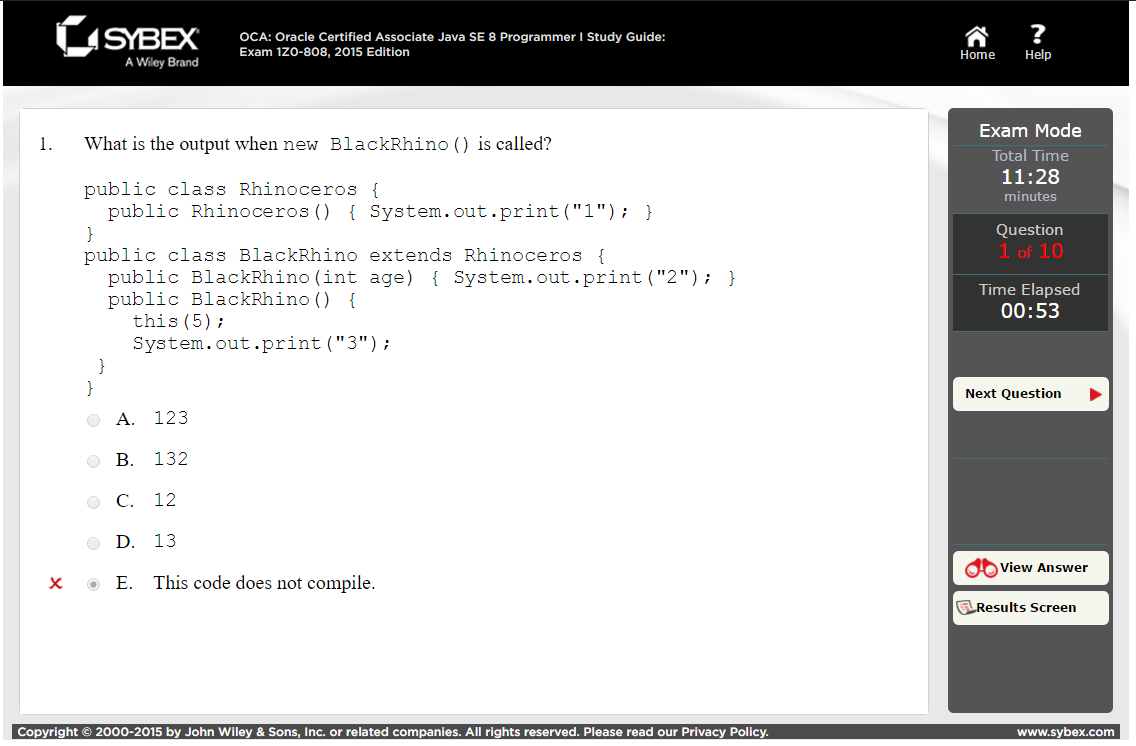 SYBEX
A Wiley Brand
OCA: Oracle Certified Associate Java SE 8 Programmer I Study Guide:
Exam 1Z0-808, 2015 Edition
Home
?
Help
1. What is the output when new BlackRhino() is called?
public class Rhinoceros {
  public Rhinoceros() { System.out.print("1"); }
}
public class BlackRhino extends Rhinoceros {
  public BlackRhino(int age) { System.out.print("2"); }
  public BlackRhino() {
    this(5);
    System.out.print("3");
  }
}
A. 123
B. 132
C. 12
D. 13
E. This code does not compile.
Exam Mode
Total Time
11:28
minutes
Question
1 of 10
Time Elapsed
00:53
Next Question
View Answer
Results Screen
Copyright © 2000-2015 by John Wiley & Sons, Inc. or related companies. All rights reserved. Please read our Privacy Policy.
www.sybex.com